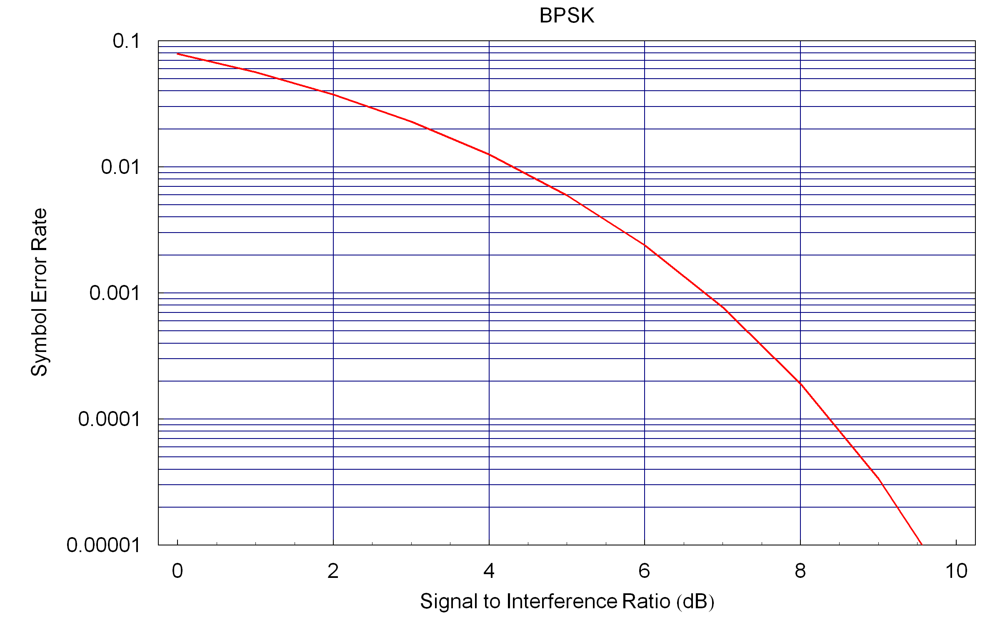 BPSK
0.1
0.01
0.001
0.0001
0.00001
Symbol Error Rate
0 2 4 6 8 10
Signal to Interference Ratio (dB)